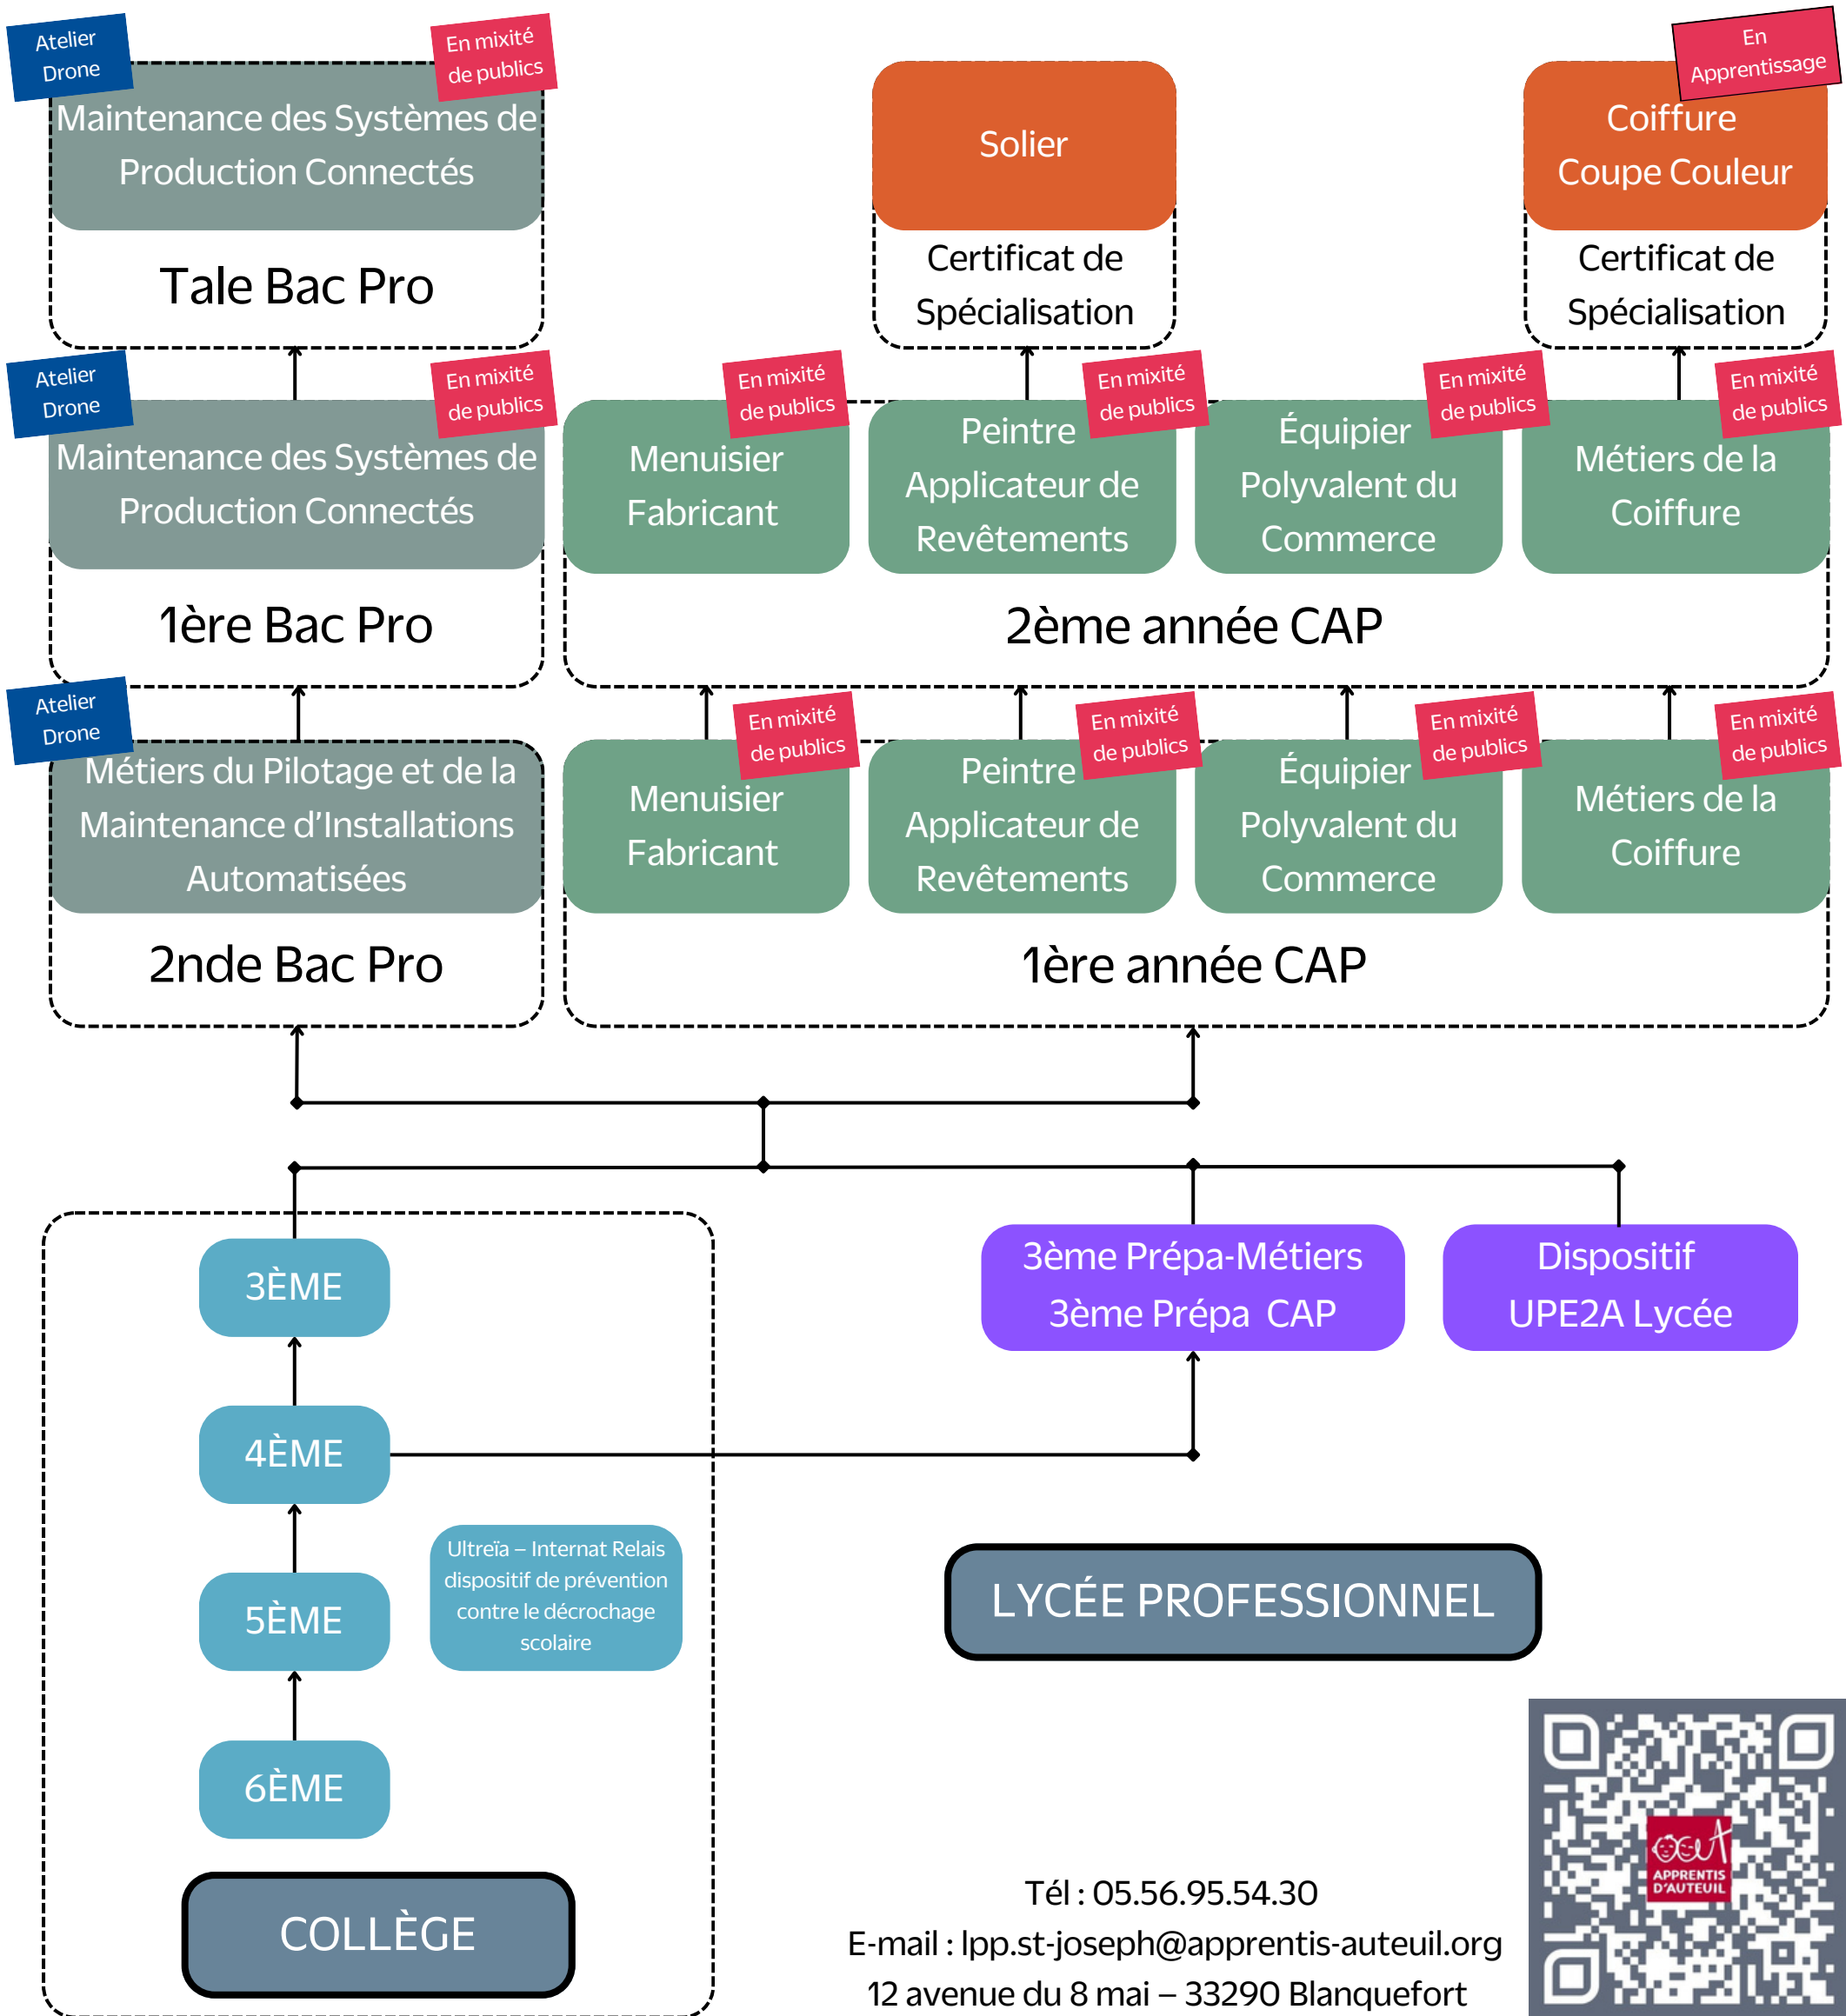 Atelier
Drone
En mixité
de publics
Maintenance des Systèmes de
Production Connectés
Tale Bac Pro
Solier
Certificat de
Spécialisation
En
Apprentissage
Coiffure
Coupe Couleur
Certificat de
Spécialisation
Atelier
Drone
En mixité
de publics
Maintenance des Systèmes de
Production Connectés
1ère Bac Pro
En mixité
de publics
Menuisier
Fabricant
En mixité
de publics
Peintre
Applicateur de
Revêtements
En mixité
de publics
Équipier
Polyvalent du
Commerce
En mixité
de publics
Métiers de la
Coiffure
2ème année CAP
Atelier
Drone
Métiers du Pilotage et de la
Maintenance d'Installations
Automatisées
2nde Bac Pro
En mixité
de publics
Menuisier
Fabricant
En mixité
de publics
Peintre
Applicateur de
Revêtements
En mixité
de publics
Équipier
Polyvalent du
Commerce
En mixité
de publics
Métiers de la
Coiffure
1ère année CAP
3ÈME
3ème Prépa-Métiers
3ème Prépa CAP
Dispositif
UPE2A Lycée
4ÈME
Ultreïa – Internat Relais
dispositif de prévention
contre le décrochage
scolaire
5ÈME
6ÈME
COLLÈGE
LYCÉE PROFESSIONNEL
APPRENTIS
D'AUTEUIL
Tél : 05.56.95.54.30
E-mail : lpp.st-joseph@apprentis-auteuil.org
12 avenue du 8 mai – 33290 Blanquefort